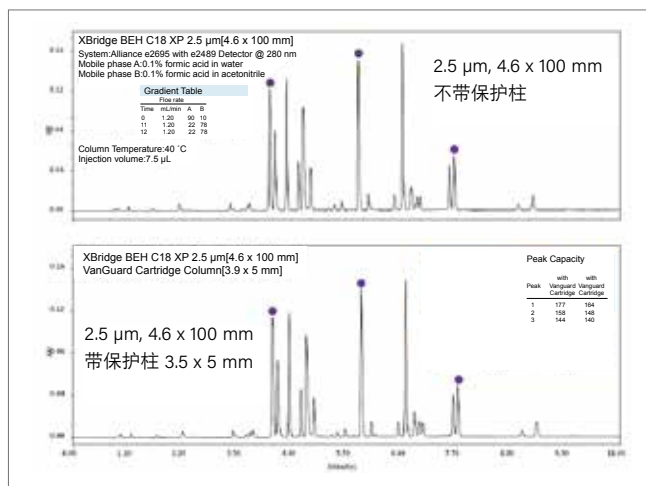 XBridge BEH C18 XP 2.5 µm[4.6 x 100 mm]
System:Alliance e2695 with e2489 Detector @ 280 nm
Mobile phase A:0.1% formic acid in water
Mobile phase B:0.1% formic acid in acetonitrile
Gradient Table
Floe rate
Time mL/min A B
0 1.20 90 10
11 1.20 22 78
12 1.20 22 78
Column Temperature:40 ˚C
Injection volume:7.5 µL
2.5 µm, 4.6 x 100 mm
不带保护柱
XBridge BEH C18 XP 2.5 µm[4.6 x 100 mm]
VanGuard Cartridge Column[3.9 x 5 mm]
2.5 µm, 4.6 x 100 mm
带保护柱 3.5 x 5 mm
Peak Capacity
with with
Peak Vanguard Vanguard
Cartridge Cartridge
1 177 164
2 158 148
3 144 140